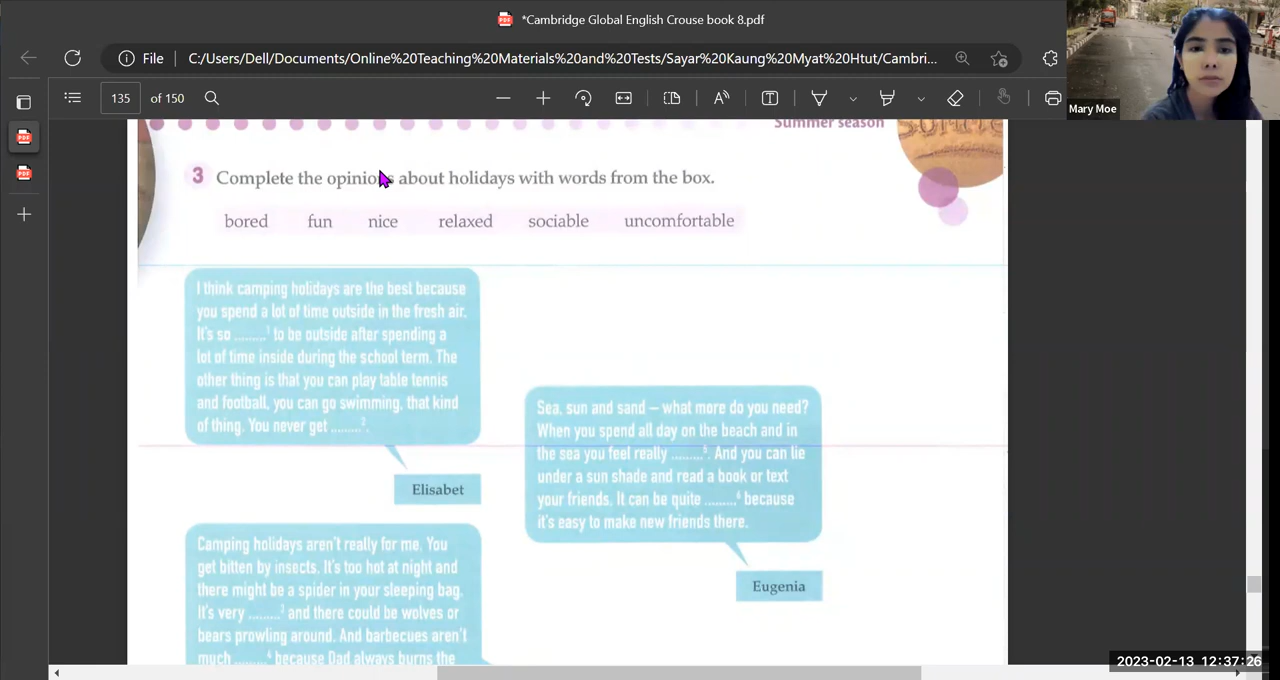 *Cambridge Global English Crouse book 8.pdf
File
C:/Users/Dell/Documents/Online%20Teaching%20Materials%20and%20Tests/Sayar%20Kaung%20Myat%20Htut/Cambri...
135 of 150
Mary Moe
Summer season
3 Complete the opinions about holidays with words from the box.
bored fun nice relaxed sociable uncomfortable
I think camping holidays are the best because
you spend a lot of time outside in the fresh air.
It's so .........1 to be outside after spending a
lot of time inside during the school term. The
other thing is that you can play table tennis
and football, you can go swimming, that kind
of thing. You never get .........2.
Elisabet
Sea, sun and sand – what more do you need?
When you spend all day on the beach and in
the sea you feel really .........5. And you can lie
under a sun shade and read a book or text
your friends. It can be quite .........6 because
it's easy to make new friends there.
Eugenia
Camping holidays aren't really for me. You
get bitten by insects. It's too hot at night and
there might be a spider in your sleeping bag.
It's very .........3 and there could be wolves or
bears prowling around. And barbecues aren't
much .........4 because Dad always burns the
2023-02-13 12:37:26